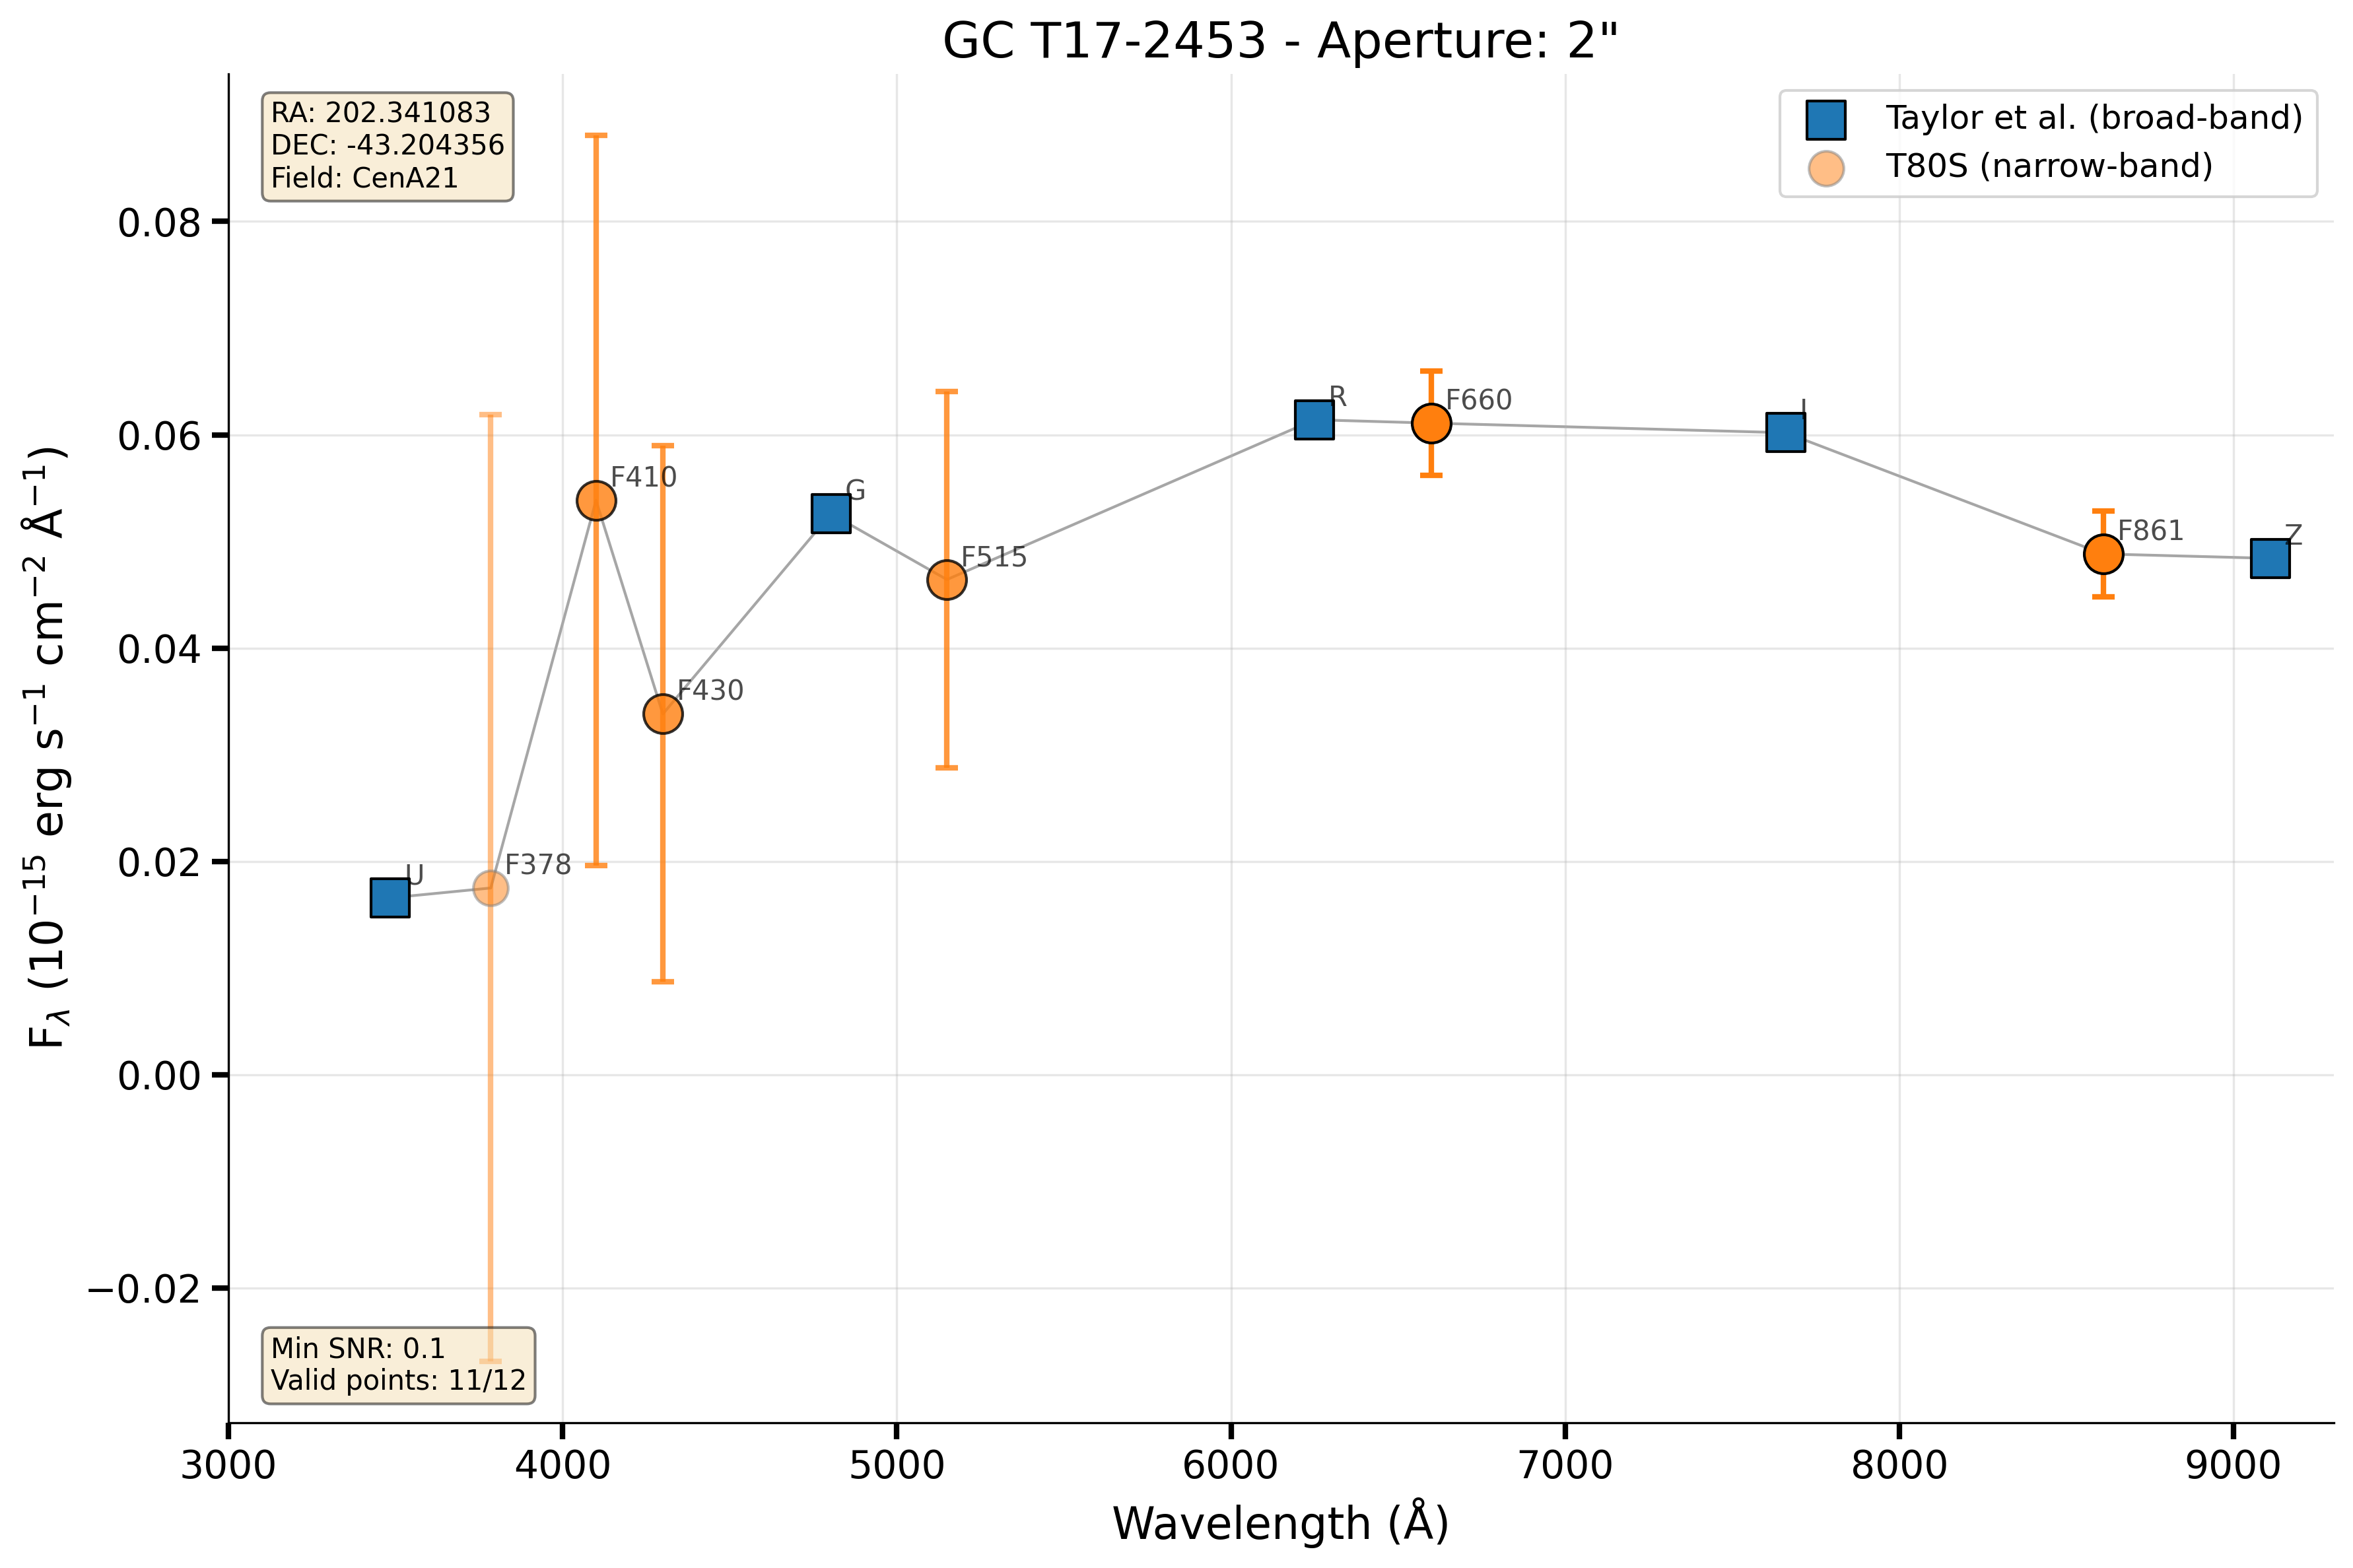 GC T17-2453 - Aperture: 2"
RA: 202.341083
DEC: -43.204356
Field: CenA21
Taylor et al. (broad-band)
T80S (narrow-band)
0.08
0.06
0.04
0.02
0.00
−0.02
F_λ (10⁻¹⁵ erg s⁻¹ cm⁻² Å⁻¹)
U
F378
F410
F430
G
F515
R
F660
I
F861
Z
Min SNR: 0.1
Valid points: 11/12
3000 4000 5000 6000 7000 8000 9000
Wavelength (Å)